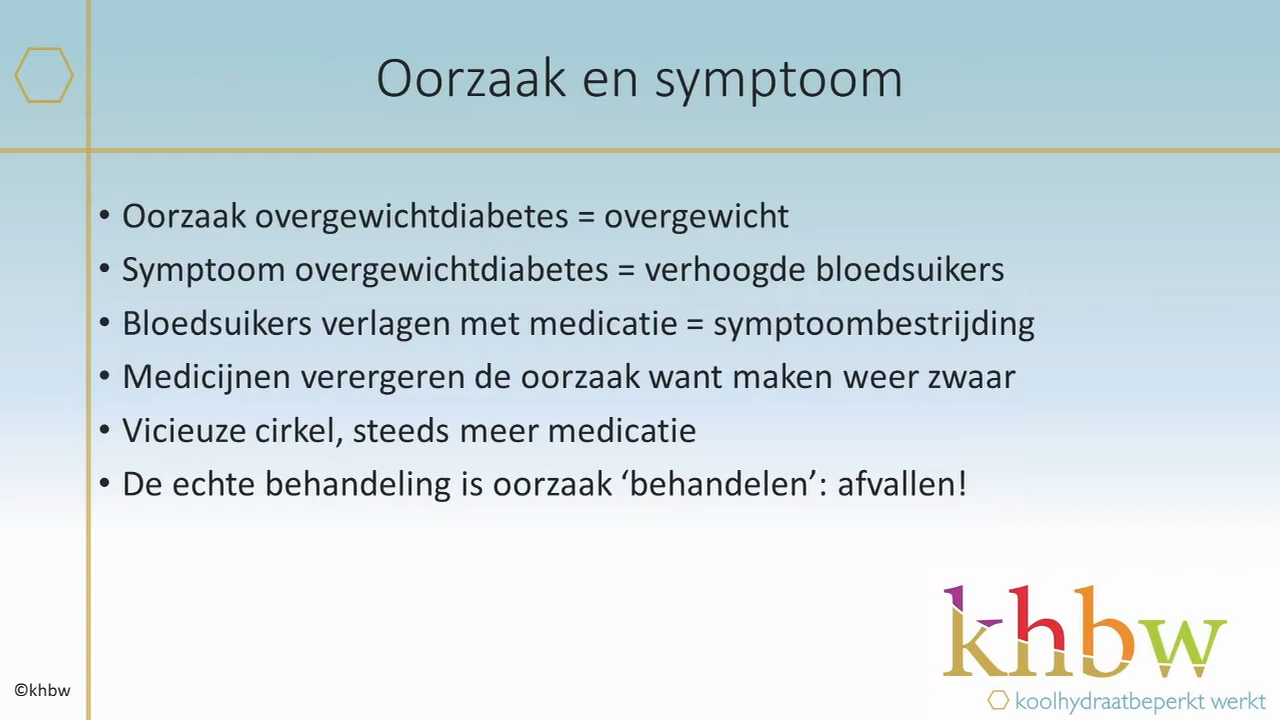 Oorzaak en symptoom
• Oorzaak overgewichtdiabetes = overgewicht
• Symptoom overgewichtdiabetes = verhoogde bloedsuikers
• Bloedsuikers verlagen met medicatie = symptoombestrijding
• Medicijnen verergeren de oorzaak want maken weer zwaar
• Vicieuze cirkel, steeds meer medicatie
• De echte behandeling is oorzaak ‘behandelen’: afvallen!
khbw
koolhydraatbeperkt werkt
©khbw